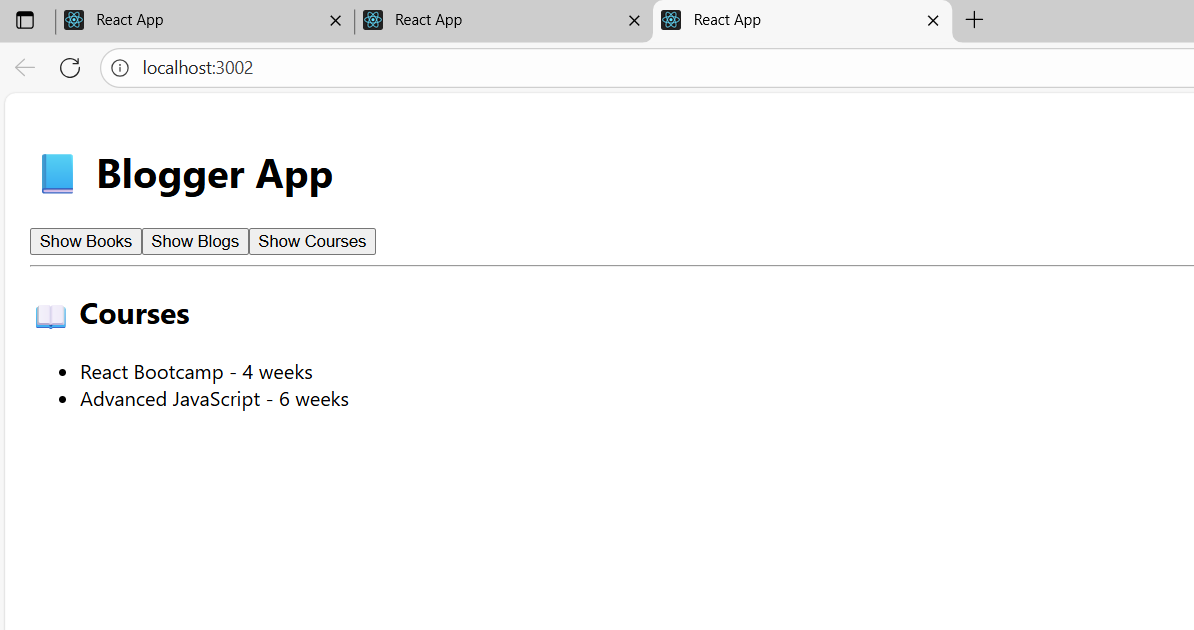 React App React App React App
localhost:3002
📘 Blogger App
Show Books Show Blogs Show Courses
📖 Courses
• React Bootcamp - 4 weeks
• Advanced JavaScript - 6 weeks